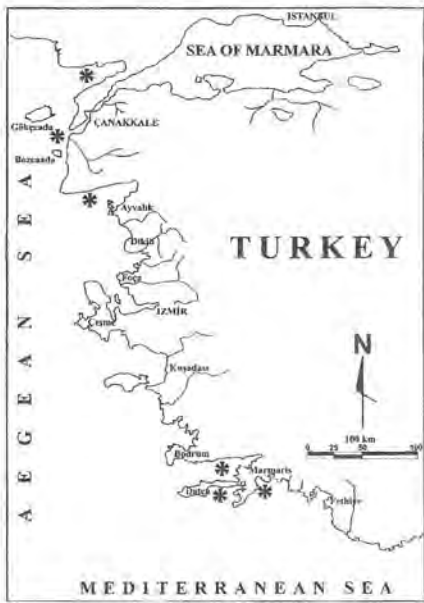 ISTANBUL
SEA OF MARMARA
Gökçeada
ÇANAKKALE
Bozcaada
Ayvalık
Dikili
TURKEY
Foça
Çeşme
IZMİR
Kuşadası
N
100 km
0 25 50 100
Bodrum
Marmaris
Datça
Fethiye
AEGEAN SEA
MEDITERRANEAN SEA